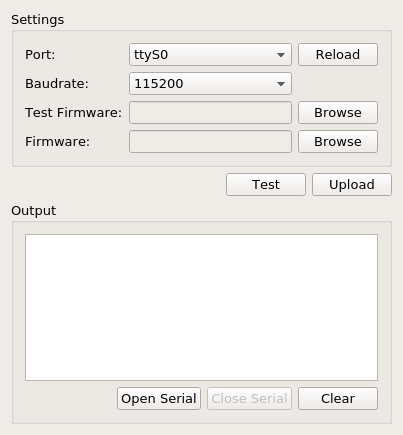 Settings
Port: ttyS0 Reload
Baudrate: 115200
Test Firmware: Browse
Firmware: Browse
Test Upload
Output
Open Serial Close Serial Clear